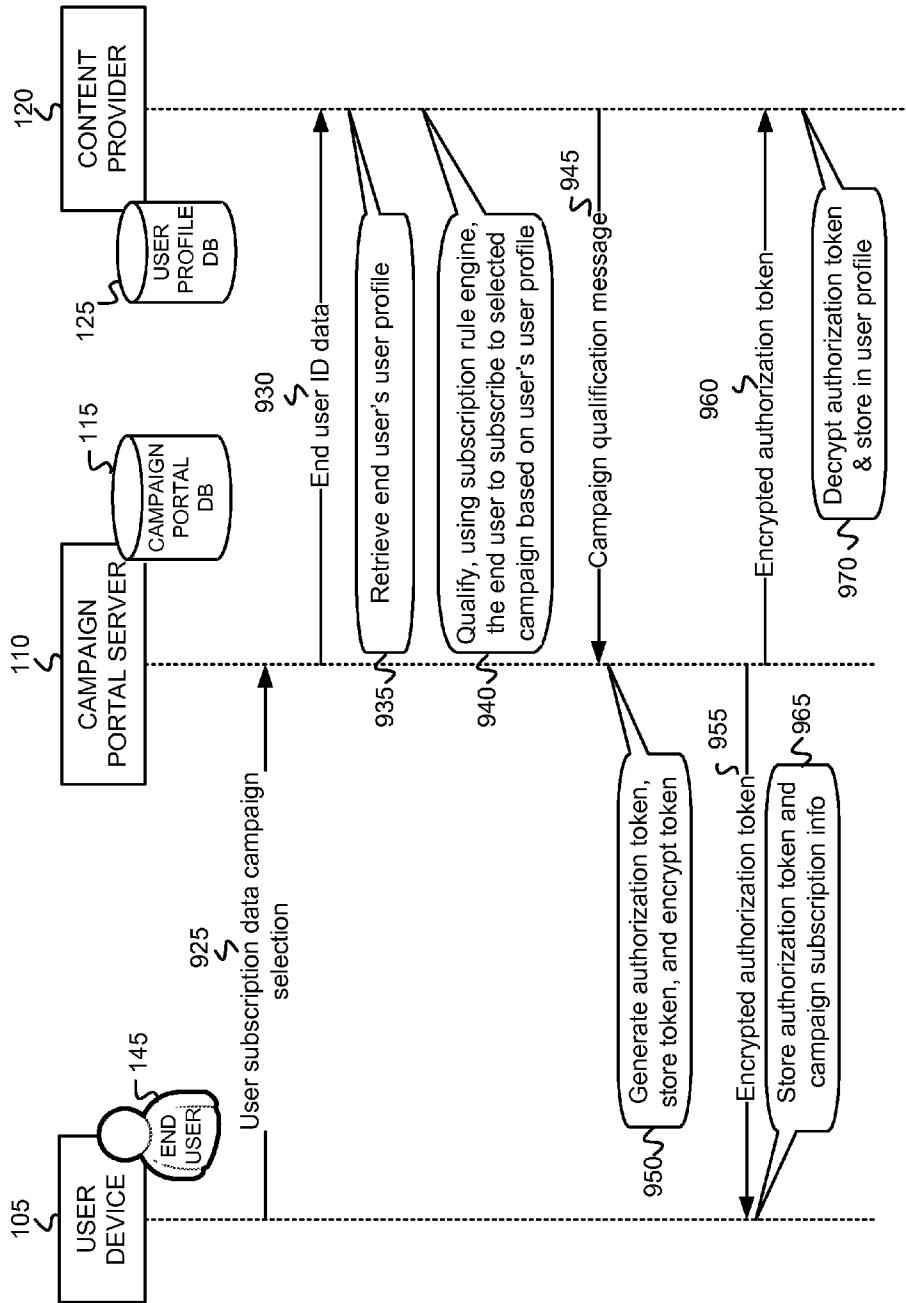 105
USER
DEVICE
END
USER
145
110
CAMPAIGN
PORTAL SERVER
CAMPAIGN
PORTAL
DB
115
125
USER
PROFILE
DB
120
CONTENT
PROVIDER
925
User subscription data campaign
selection
930
End user ID data
935
Retrieve end user's user profile
940
Qualify, using subscription rule engine,
the end user to subscribe to selected
campaign based on user's user profile
945
Campaign qualification message
950
Generate authorization token,
store token, and encrypt token
955
Encrypted authorization token
960
Encrypted authorization token
965
Store authorization token and
campaign subscription info
970
Decrypt authorization token
& store in user profile